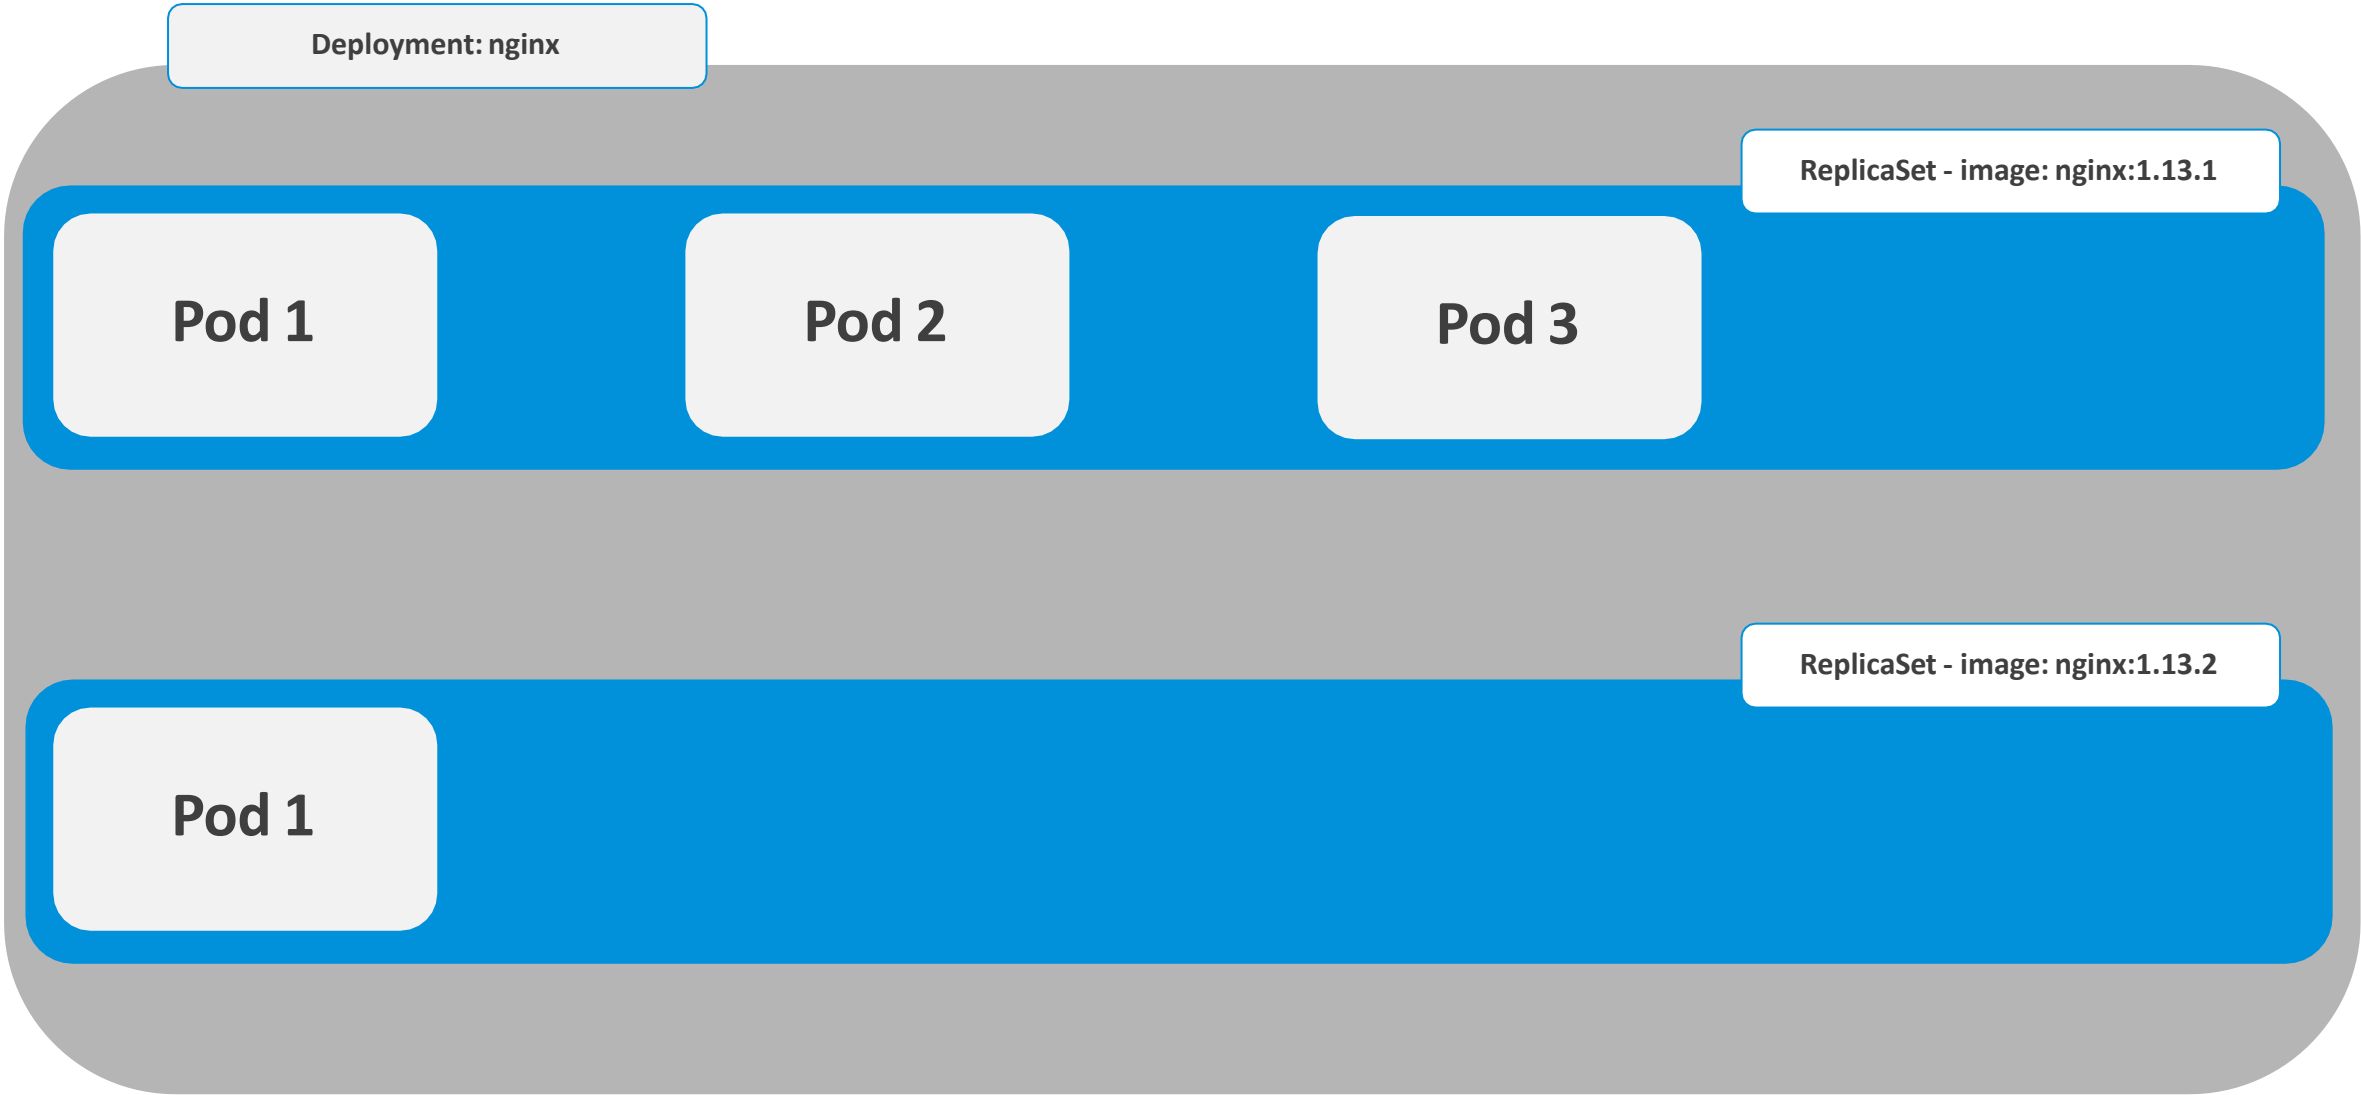 Deployment: nginx
ReplicaSet - image: nginx:1.13.1
Pod 1
Pod 2
Pod 3
ReplicaSet - image: nginx:1.13.2
Pod 1